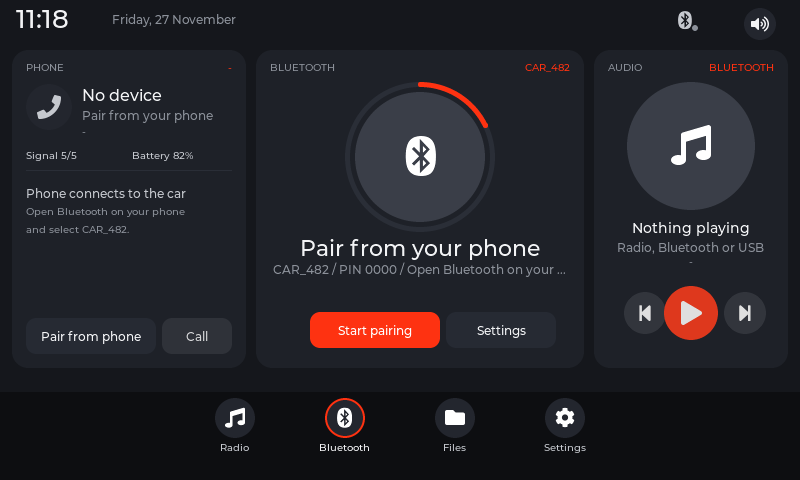 11:18
Friday, 27 November
PHONE
-
No device
Pair from your phone
-
Signal 5/5
Battery 82%
Phone connects to the car
Open Bluetooth on your phone
and select CAR_482.
Pair from phone
Call
BLUETOOTH
CAR_482
Pair from your phone
CAR_482 / PIN 0000 / Open Bluetooth on your ...
Start pairing
Settings
AUDIO
BLUETOOTH
Nothing playing
Radio, Bluetooth or USB
-
Radio
Bluetooth
Files
Settings